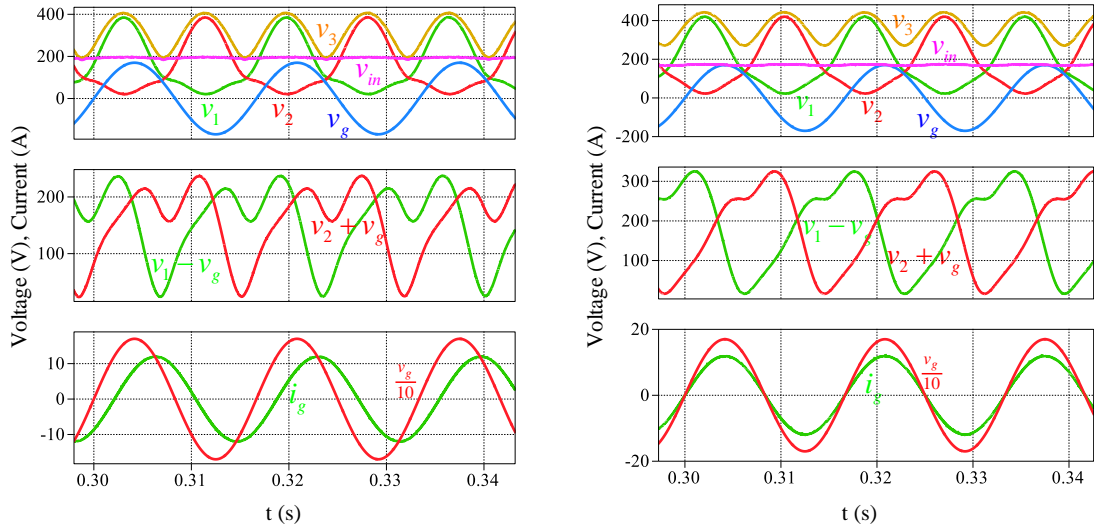 400
200
0
v3
vin
v1
v2
vg
200
100
v2 + vg
v1 − vg
10
0
-10
vg/10
ig
0.30
0.31
0.32
0.33
0.34
t (s)
Voltage (V), Current (A)
400
200
0
-200
v3
vin
v1
v2
vg
300
200
100
0
v1 − vg
v2 + vg
20
0
-20
vg/10
ig
0.30
0.31
0.32
0.33
0.34
t (s)
Voltage (V), Current (A)